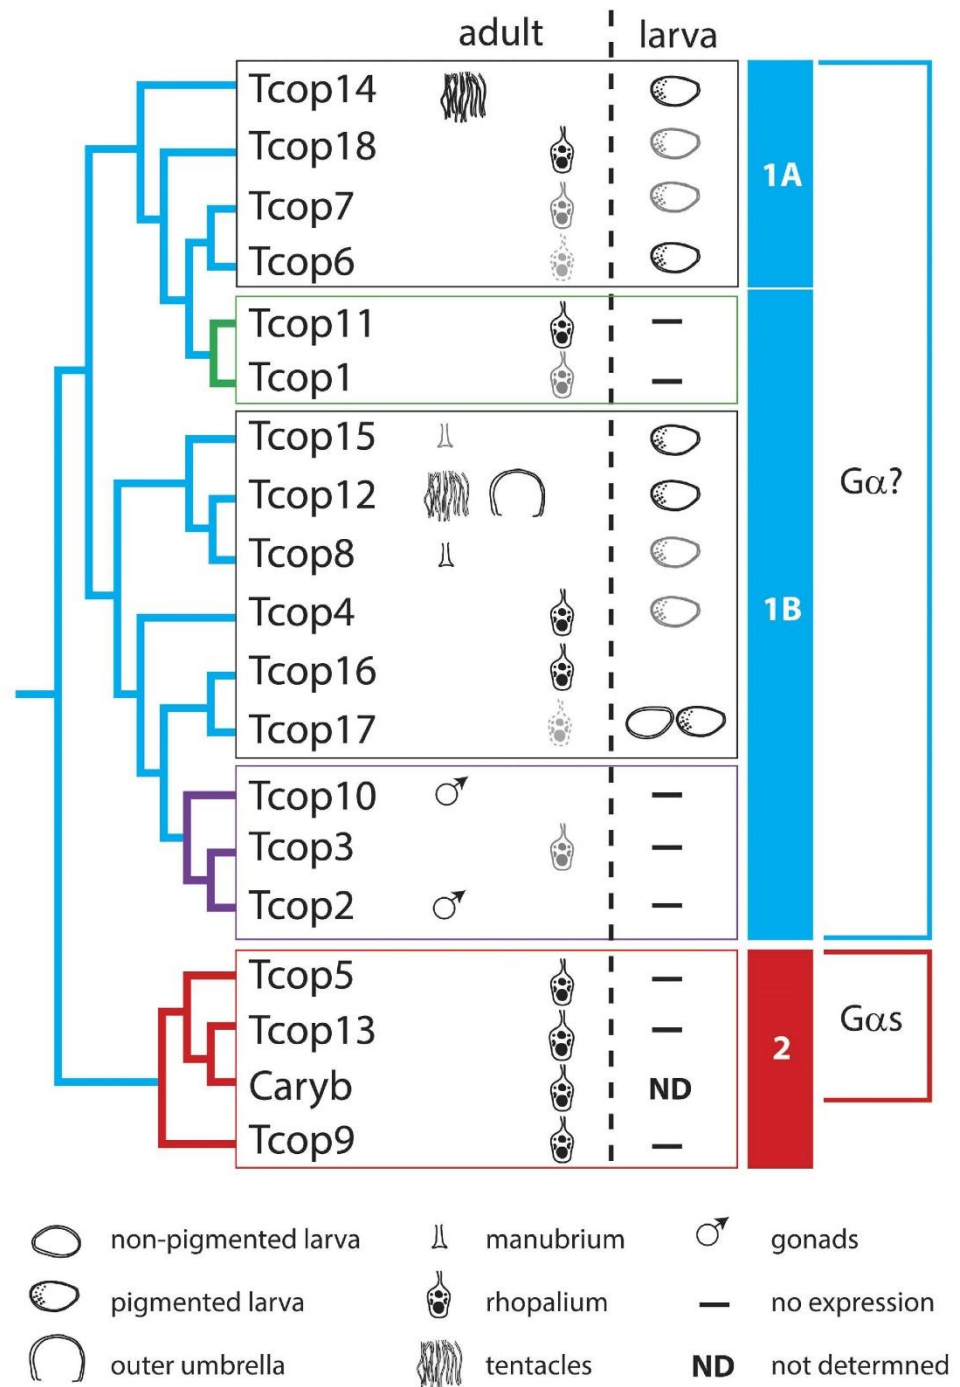 adult larva
Tcop14
Tcop18
1A
Tcop7
Tcop6
Tcop11
Tcop1
Tcop15
Tcop12
Gα?
Tcop8
Tcop4
1B
Tcop16
Tcop17
Tcop10
Tcop3
Tcop2
Tcop5
Tcop13
Gαs
2
Caryb ND
Tcop9
non-pigmented larva manubrium gonads
pigmented larva rhopalium no expression
outer umbrella tentacles ND not determned